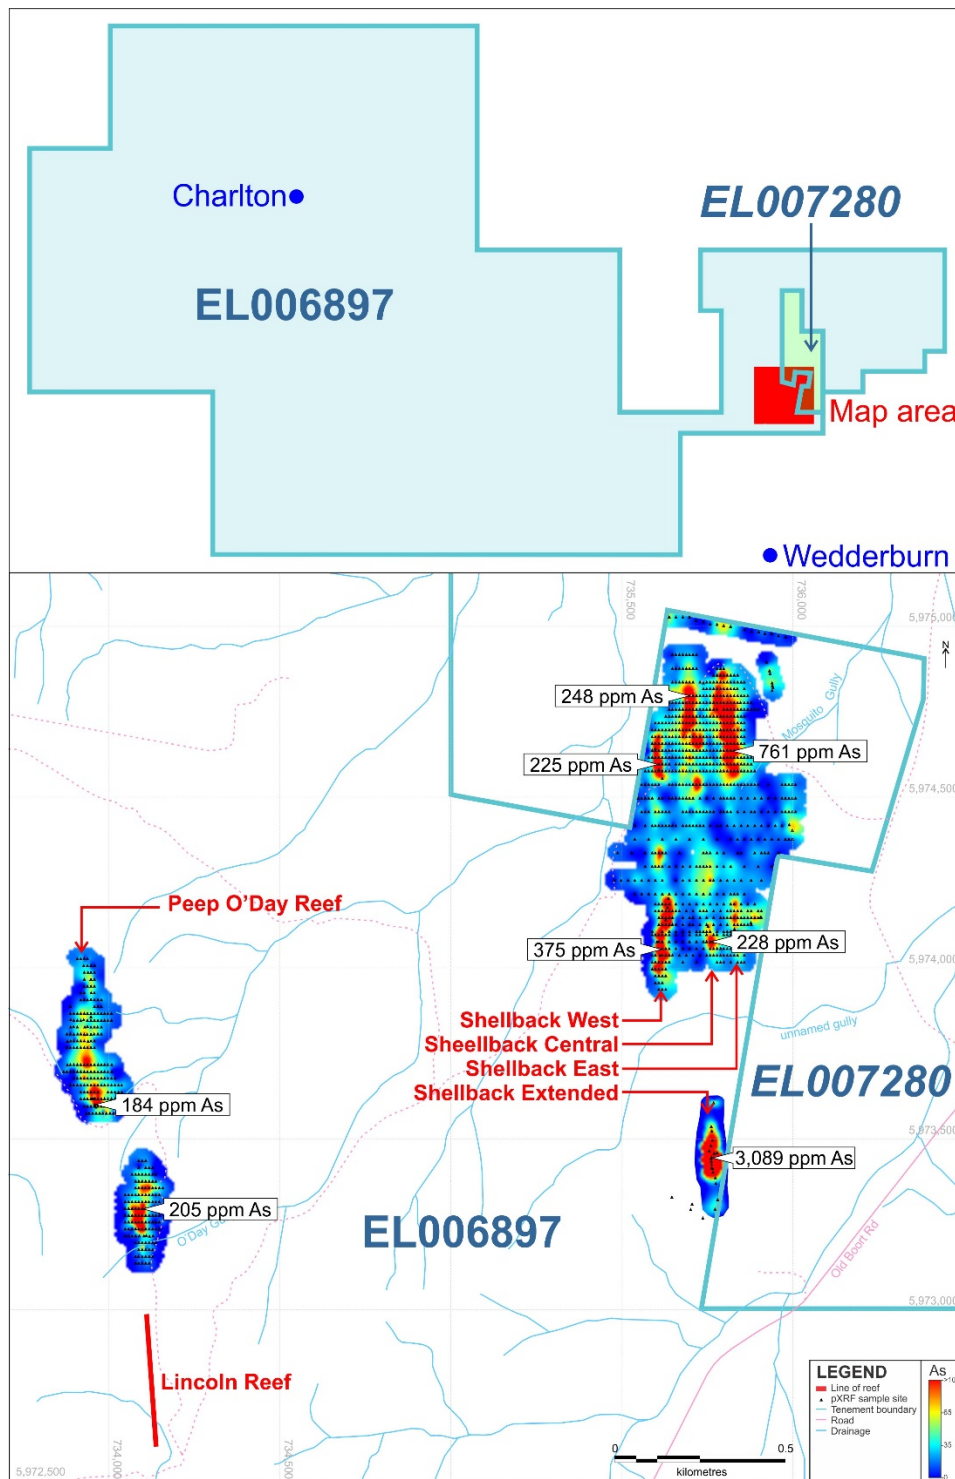 Charlton
EL007280
EL006897
Map area
Wedderburn
735,500
736,000
5,975,000
N
248 ppm As
Mosquito Gully
225 ppm As
761 ppm As
5,974,500
Peep O'Day Reef
375 ppm As
228 ppm As
5,974,000
Shellback West
Sheellback Central
Shellback East
Shellback Extended
unnamed gully
EL007280
184 ppm As
5,973,500
3,089 ppm As
205 ppm As
EL006897
Old Boort Rd
5,973,000
Lincoln Reef
LEGEND
Line of reef
pXRF sample site
Tenement boundary
Road
Drainage
As
65
35
0
0
0.5
kilometres
5,972,500
734,000
734,500